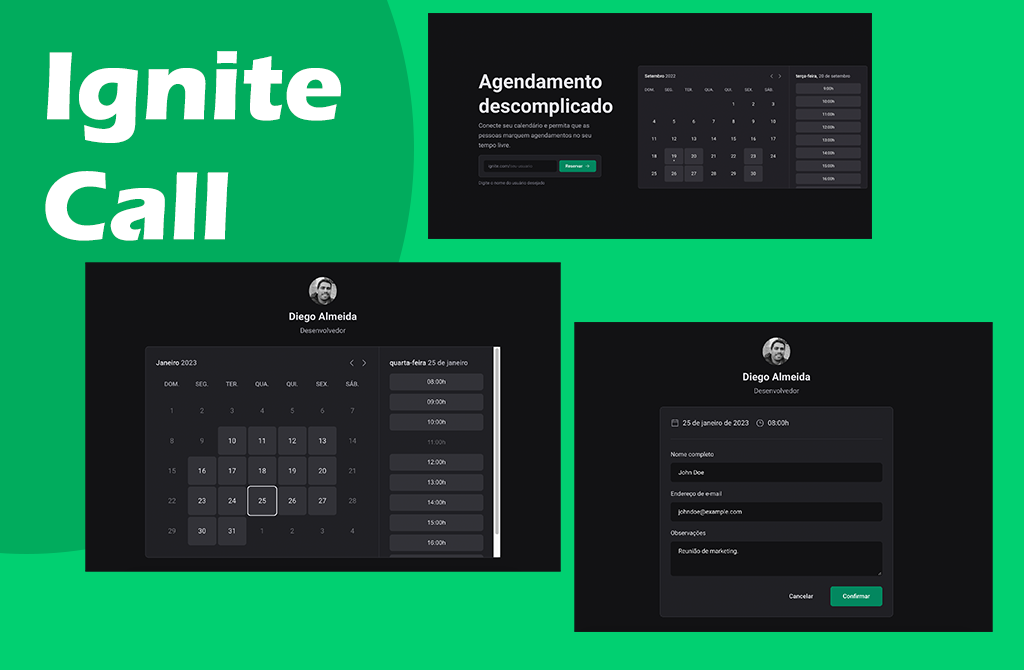 Ignite
Call
Agendamento
descomplicado
Conecte seu calendário e permita que as
pessoas marquem agendamentos no seu
tempo livre.
ignite.com/seu-usuario
Reservar →
Digite o nome do usuário desejado
Setembro 2022
DOM. SEG. TER. QUA. QUI. SEX. SÁB.
1 2 3
4 5 6 7 8 9 10
11 12 13 14 15 16 17
18 19 20 21 22 23 24
25 26 27 28 29 30
terça-feira, 20 de setembro
9:00h
10:00h
11:00h
12:00h
13:00h
14:00h
16:00h
Diego Almeida
Desenvolvedor
Janeiro 2023
DOM. SEG. TER. QUA. QUI. SEX. SÁB.
1 2 3 4 5 6 7
8 9 10 11 12 13 14
15 16 17 18 19 20 21
22 23 24 25 26 27 28
29 30 31 1 2 3 4
quarta-feira 25 de janeiro
08:00h
09:00h
10:00h
11:00h
12:00h
13:00h
14:00h
15:00h
16:00h
Diego Almeida
Desenvolvedor
25 de janeiro de 2023 08:00h
Nome completo
John Doe
Endereço de e-mail
johndoe@example.com
Observações
Reunião de marketing.
Cancelar Confirmar